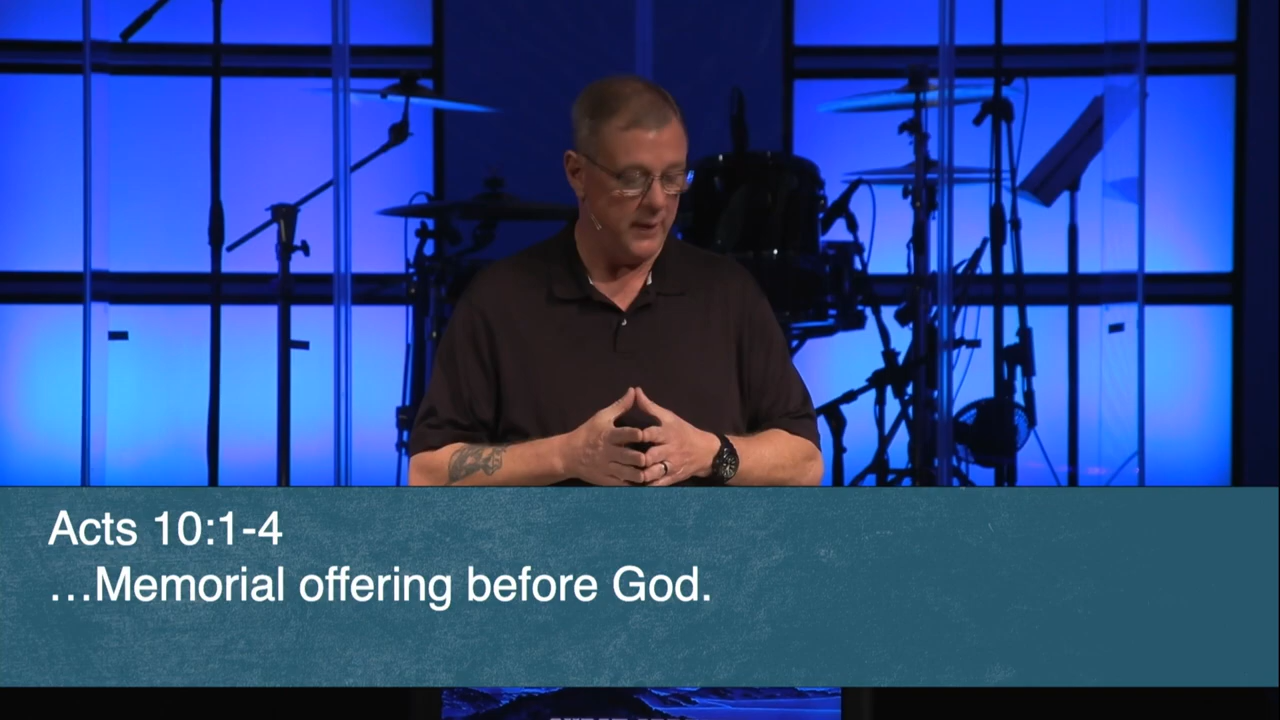 Acts 10:1-4
…Memorial offering before God.